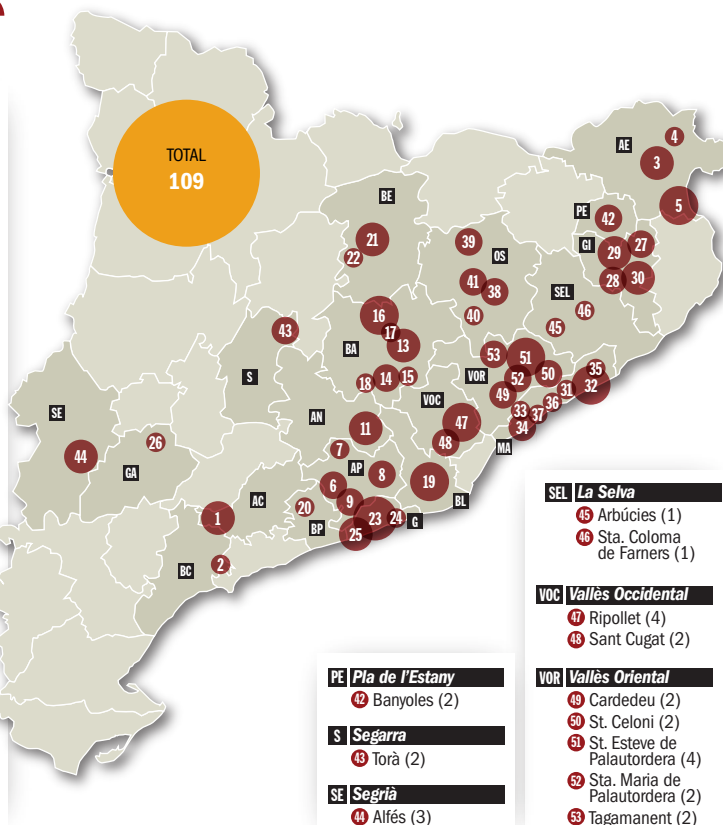 TOTAL
109
AE
4
3
5
BE
PE
42
21
22
39
OS
GI
29
27
41
38
28
30
SEL
40
46
45
16
17
13
43
BA
53
51
S
18
14
15
VOR
52
50
35
31
32
VOC
49
36
33
37
34
MA
SE
AN
11
47
44
26
7
48
GA
AP
8
6
19
AC
9
BL
20
23
24
G
1
BP
25
BC
2
SEL La Selva
45 Arbúcies (1)
46 Sta. Coloma
de Farners (1)
VOC Vallès Occidental
47 Ripollet (4)
48 Sant Cugat (2)
PE Pla de l'Estany
42 Banyoles (2)
S Segarra
43 Torà (2)
SE Segrià
44 Alfés (3)
VOR Vallès Oriental
49 Cardedeu (2)
50 St. Celoni (2)
51 St. Esteve de
Palautordera (4)
52 Sta. Maria de
Palautordera (2)
53 Tagamanent (2)